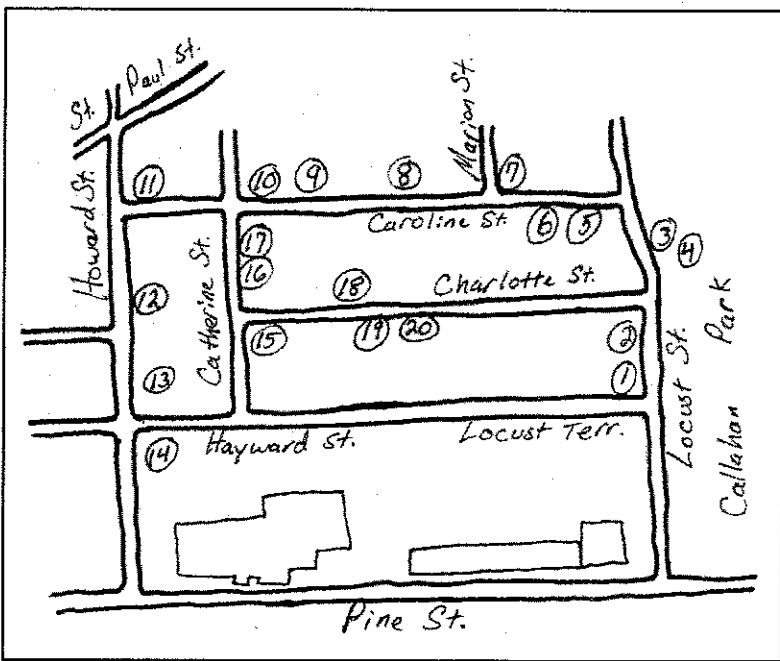 St. Paul St.
Marion St.
Howard St.
11
10
9
8
7
Caroline St.
6
5
3
4
17
16
Catherine St.
12
18
Charlotte St.
13
15
19
20
2
1
Locust St.
Callahan Park
14
Hayward St.
Locust Terr.
Pine St.